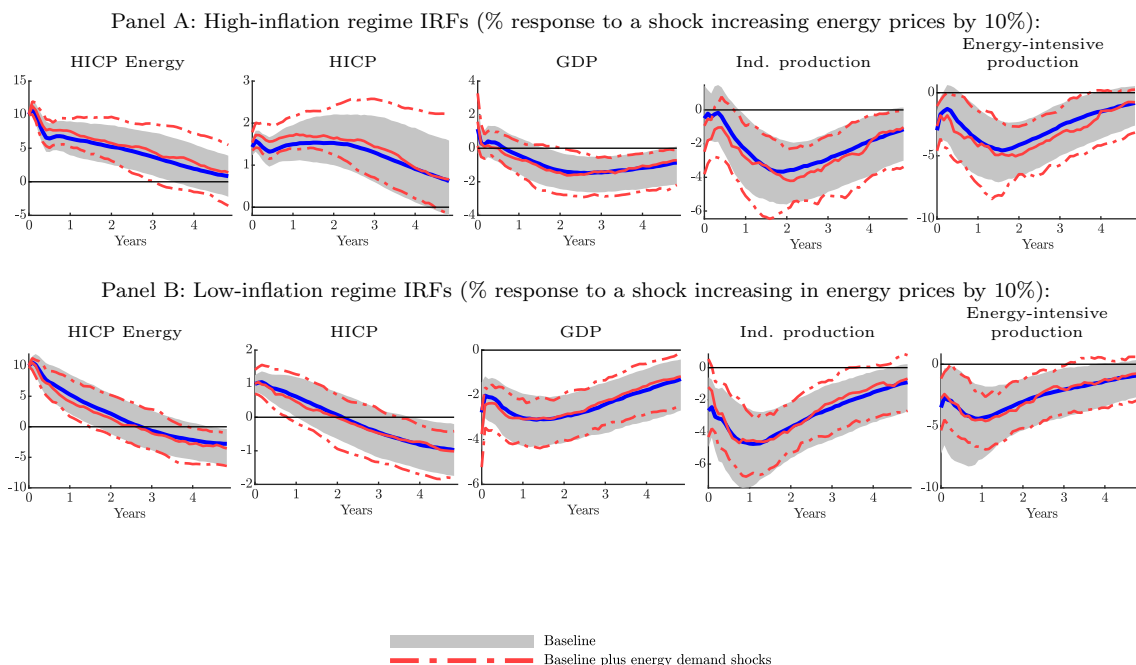 Panel A: High-inflation regime IRFs (% response to a shock increasing energy prices by 10%):
HICP Energy
HICP
GDP
Ind. production
Energy-intensive
production
15
10
5
0
-5
0 1 2 3 4
Years
3
2
1
0
0 1 2 3 4
Years
4
2
0
-2
-4
0 1 2 3 4
Years
0
-2
-4
-6
0 1 2 3 4
Years
0
-5
-10
0 1 2 3 4
Years
Panel B: Low-inflation regime IRFs (% response to a shock increasing in energy prices by 10%):
HICP Energy
HICP
GDP
Ind. production
Energy-intensive
production
10
5
0
-5
-10
0 1 2 3 4
Years
2
1
0
-1
-2
0 1 2 3 4
Years
0
-2
-4
-6
0 1 2 3 4
Years
0
-2
-4
-6
0 1 2 3 4
Years
0
-5
-10
0 1 2 3 4
Years
Baseline
Baseline plus energy demand shocks